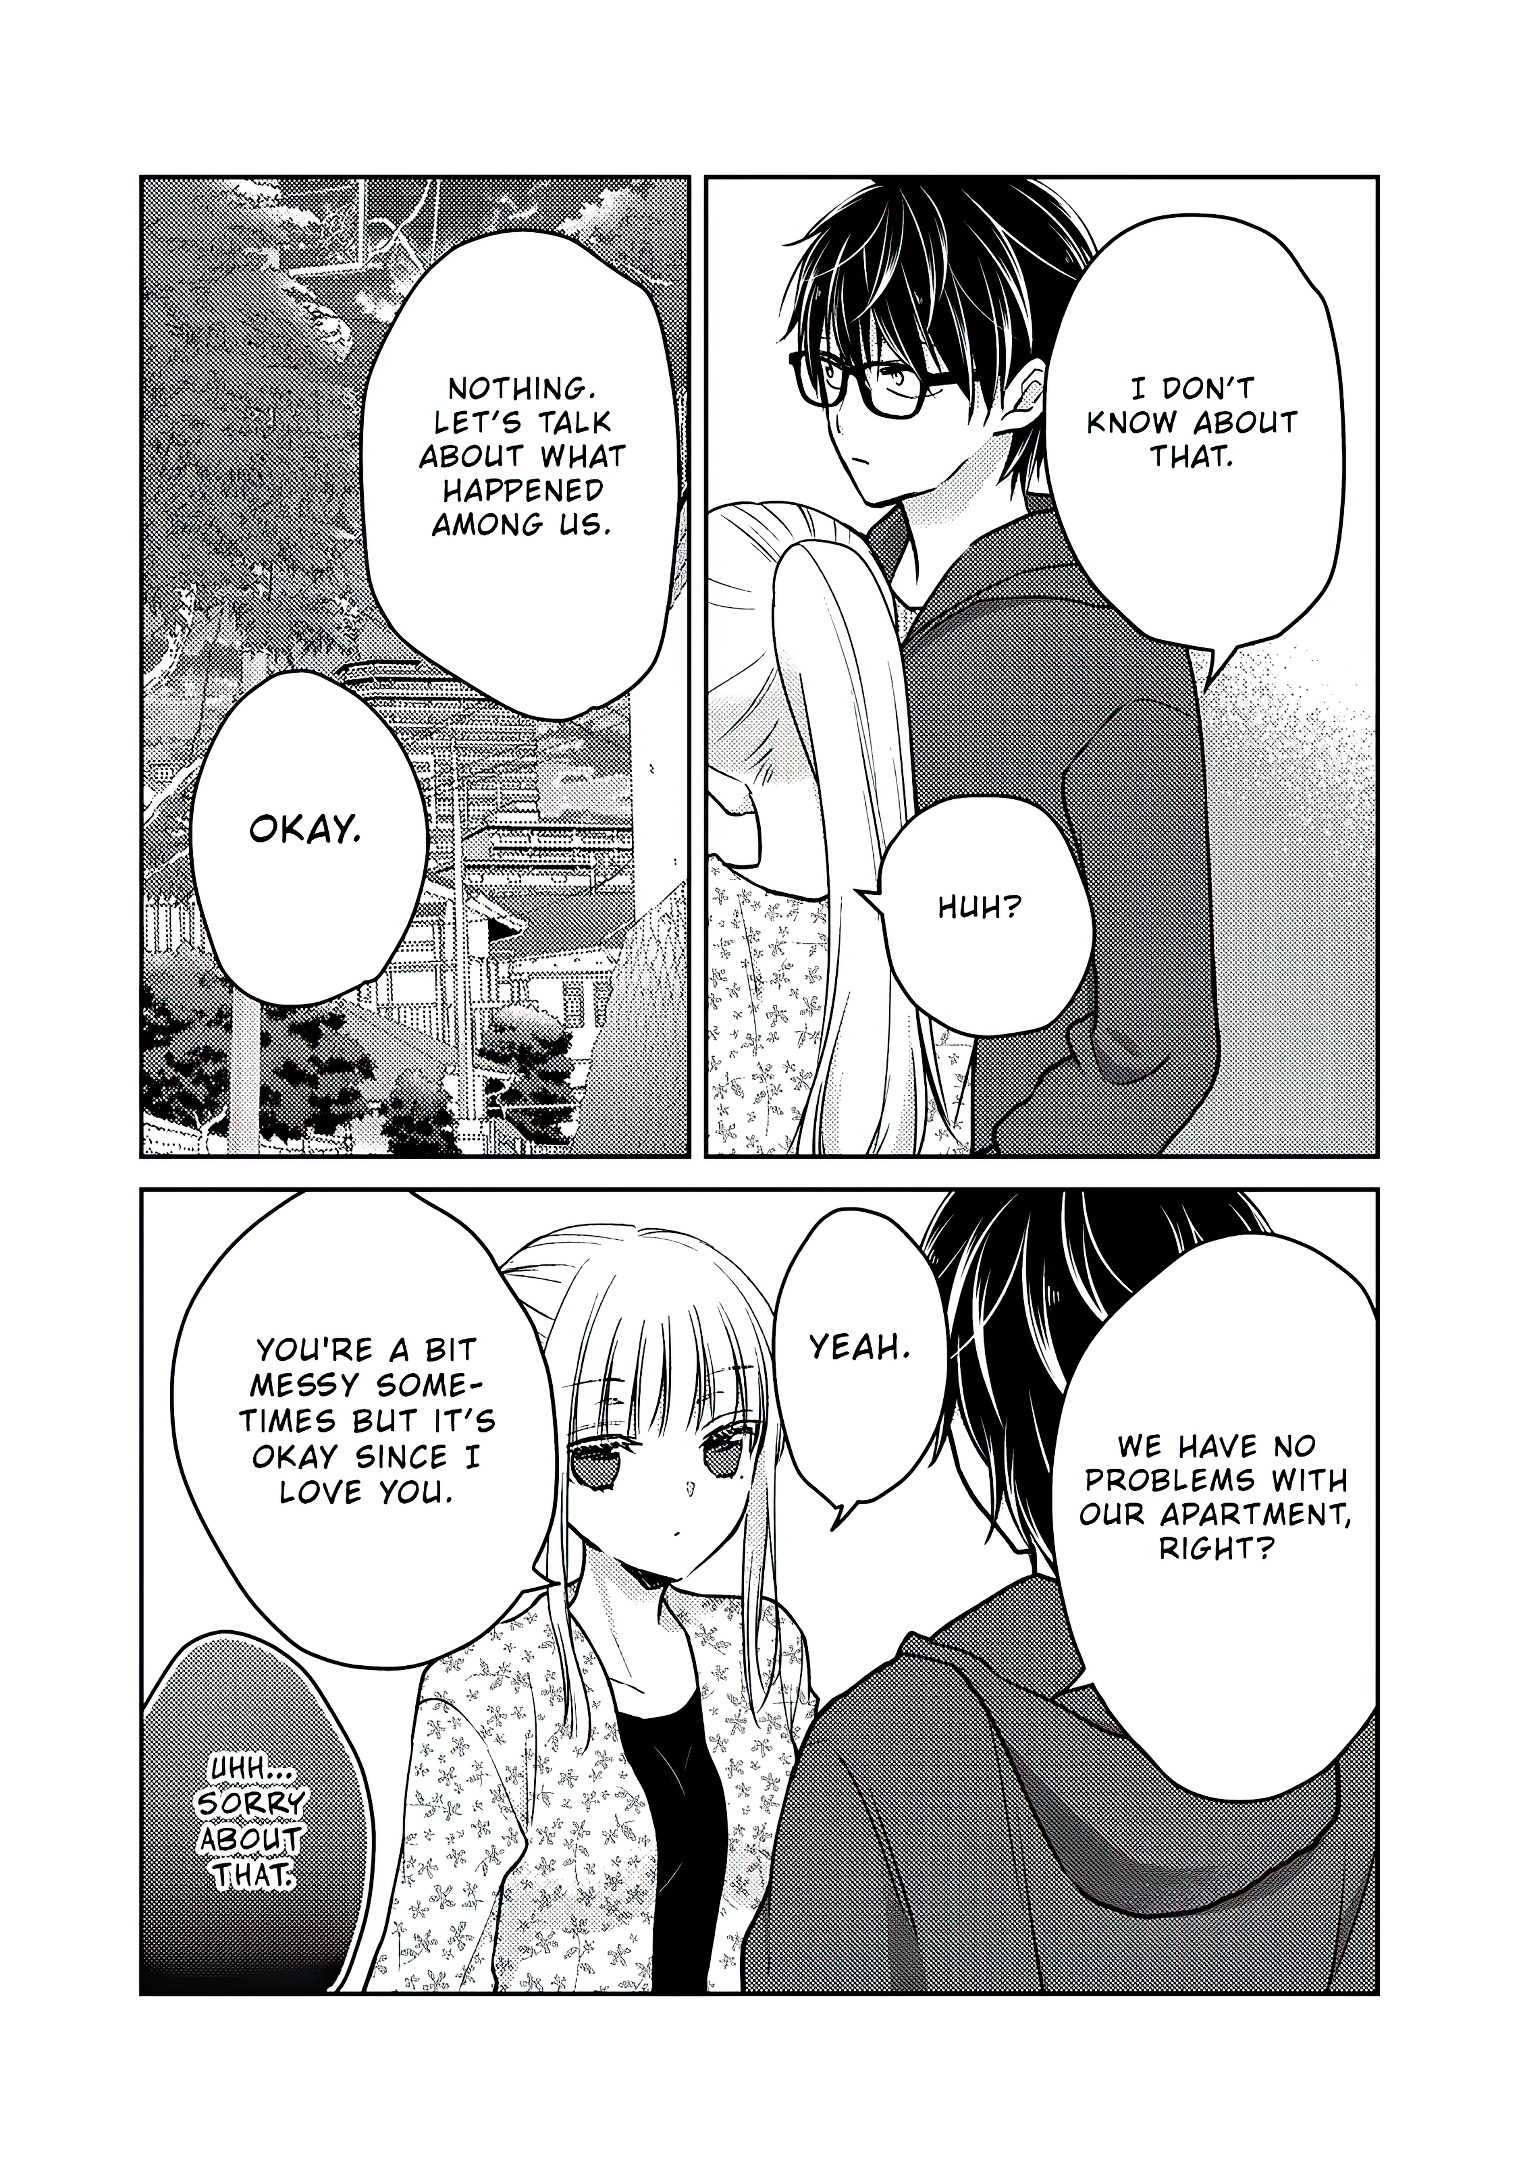 I DON'T
KNOW ABOUT
THAT.
HUH?
NOTHING.
LET'S TALK
ABOUT WHAT
HAPPENED
AMONG US.
OKAY.
WE HAVE NO
PROBLEMS WITH
OUR APARTMENT,
RIGHT?
YEAH.
YOU'RE A BIT
MESSY SOME-
TIMES BUT IT'S
OKAY SINCE I
LOVE YOU.
UHH...
SORRY
ABOUT
THAT.